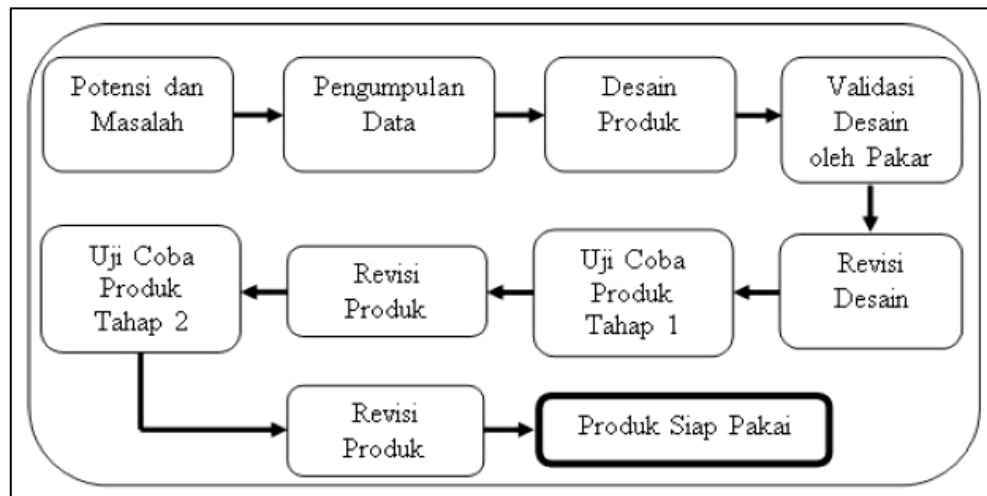 Potensi dan
Masalah
Pengumpulan
Data
Desain
Produk
Validasi
Desain
oleh Pakar
Revisi
Desain
Uji Coba
Produk
Tahap 1
Revisi
Produk
Uji Coba
Produk
Tahap 2
Revisi
Produk
Produk Siap Pakai